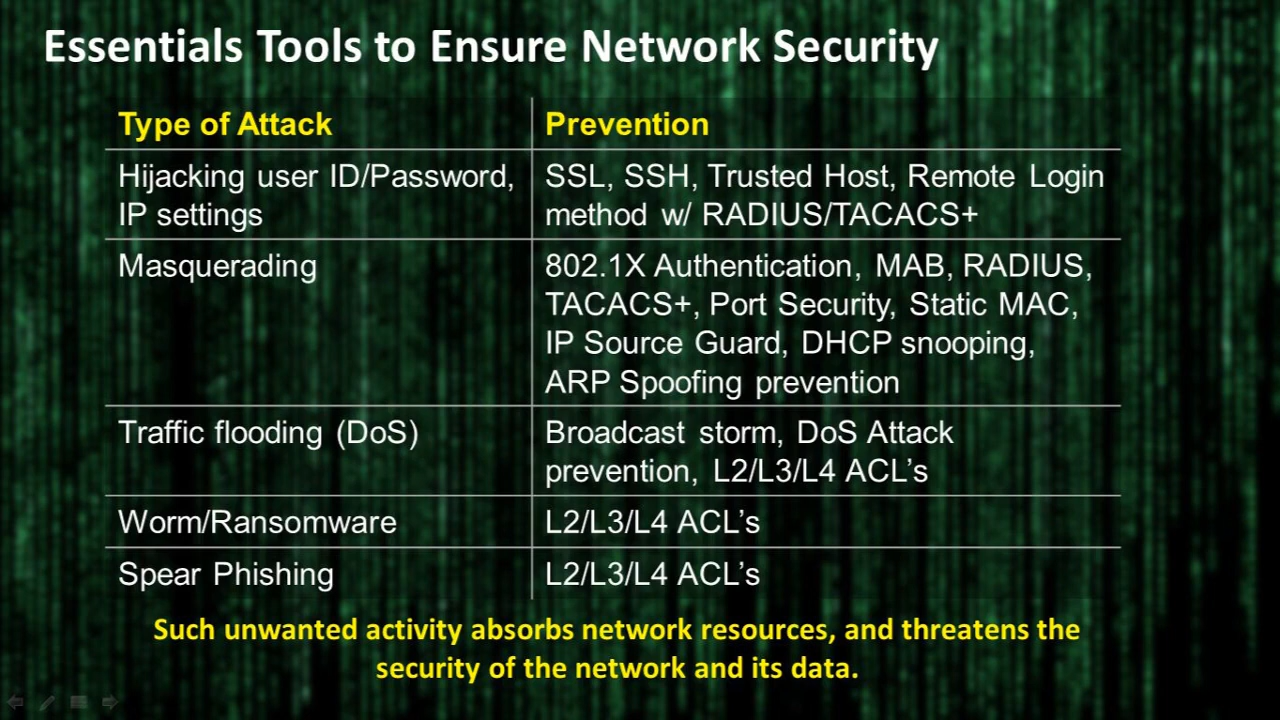 Essentials Tools to Ensure Network Security
Type of Attack
Prevention
Hijacking user ID/Password,
IP settings
SSL, SSH, Trusted Host, Remote Login
method w/ RADIUS/TACACS+
Masquerading
802.1X Authentication, MAB, RADIUS,
TACACS+, Port Security, Static MAC,
IP Source Guard, DHCP snooping,
ARP Spoofing prevention
Traffic flooding (DoS)
Broadcast storm, DoS Attack
prevention, L2/L3/L4 ACL’s
Worm/Ransomware
L2/L3/L4 ACL’s
Spear Phishing
L2/L3/L4 ACL’s
Such unwanted activity absorbs network resources, and threatens the
security of the network and its data.